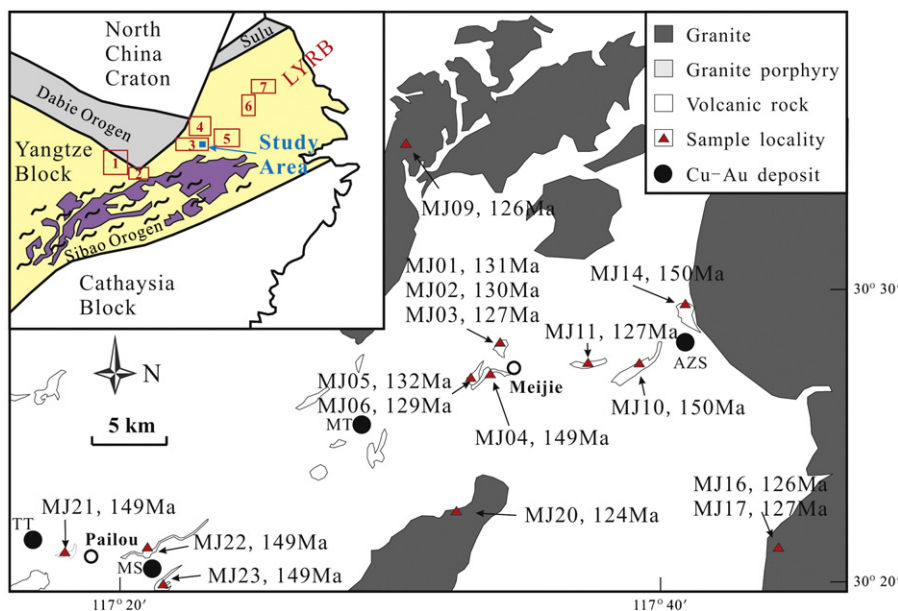 North
China
Craton
Sulu
LYRB
Dabie Orogen
7
6
4
5
3
Study
Area
Yangtze
Block
1
2
Sibao Orogen
Cathaysia
Block
Granite
Granite porphyry
Volcanic rock
Sample locality
Cu-Au deposit
MJ09, 126Ma
MJ01, 131Ma
MJ02, 130Ma
MJ03, 127Ma
MJ14, 150Ma
30° 30'
MJ11, 127Ma
AZS
N
5 km
MJ05, 132Ma
MJ06, 129Ma
Meijie
MJ10, 150Ma
MT
MJ04, 149Ma
MJ16, 126Ma
MJ17, 127Ma
MJ21, 149Ma
TT
Pailou
MJ20, 124Ma
MJ22, 149Ma
MS
MJ23, 149Ma
30° 20'
117° 20'
117° 40'